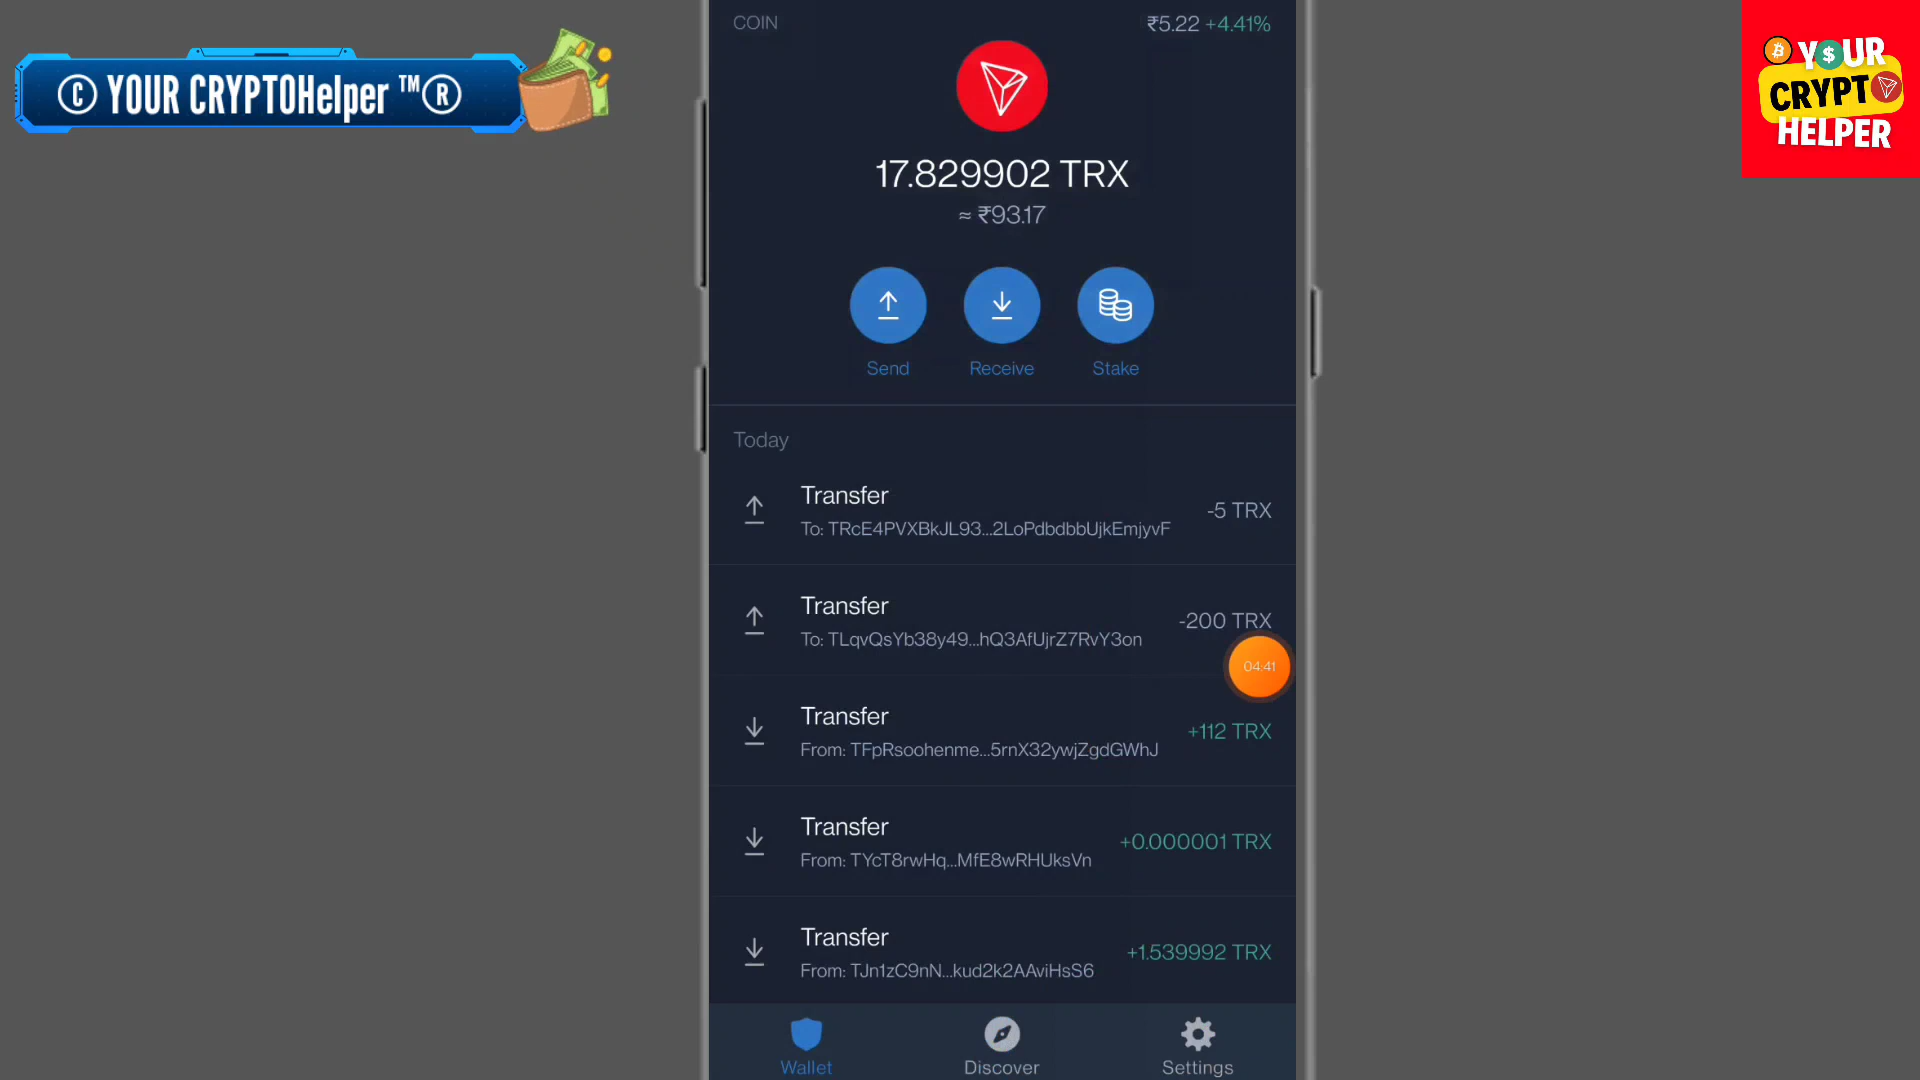 © YOUR CRYPTOHelper ™®
YOUR
CRYPT
HELPER
COIN
₹5.22 +4.41%
17.829902 TRX
≈ ₹93.17
Send
Receive
Stake
Today
Transfer
-5 TRX
To: TRcE4PVXBkJL93...2LoPdbdbbUjkEmjyvF
Transfer
-200 TRX
To: TLqvQsYb38y49...hQ3AfUjrZ7RvY3on
04:41
Transfer
+112 TRX
From: TFpRsoohenme...5rnX32ywjZgdGWhJ
Transfer
+0.000001 TRX
From: TYcT8rwHq...MfE8wRHUksVn
Transfer
+1.539992 TRX
From: TJn1zC9nN...kud2k2AAviHsS6
Wallet
Discover
Settings